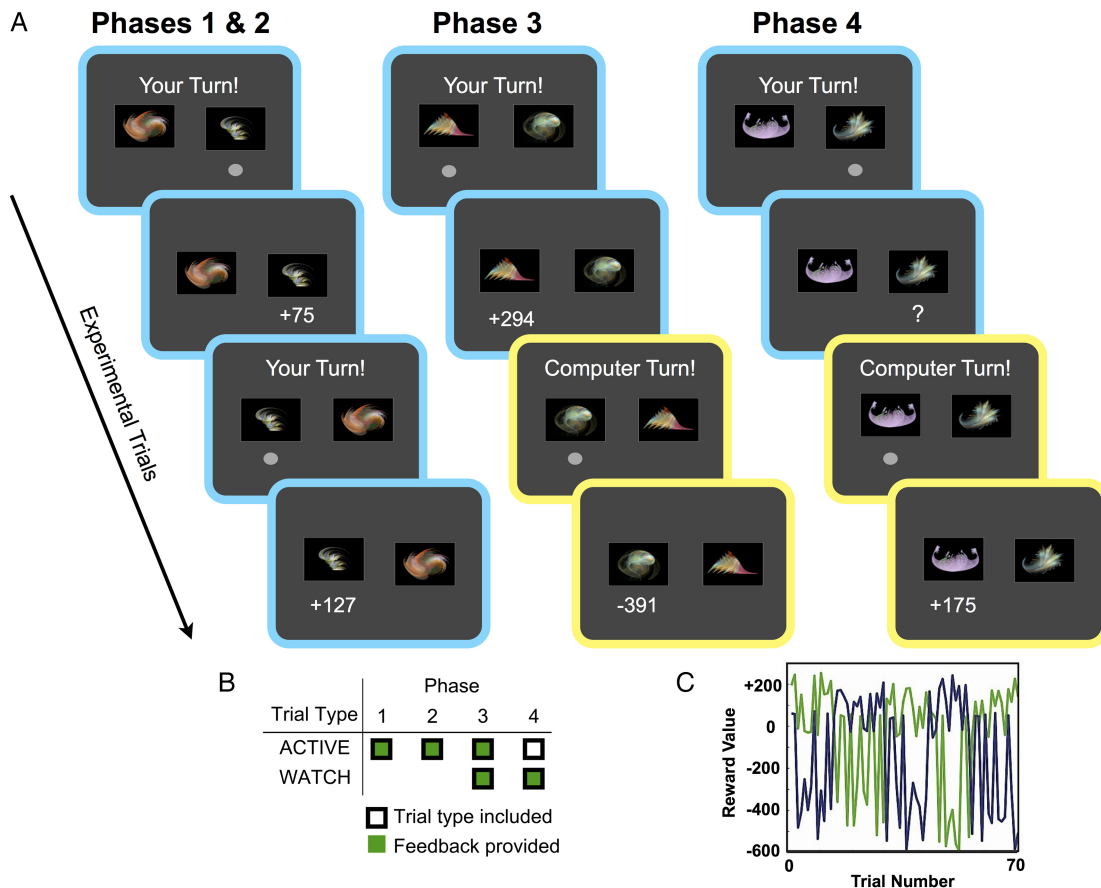 A
Phases 1 & 2
Phase 3
Phase 4
Your Turn!
Your Turn!
Your Turn!
+75
+294
?
Experimental Trials
Your Turn!
Computer Turn!
Computer Turn!
+127
-391
+175
B
Phase
Trial Type 1 2 3 4
ACTIVE
WATCH
Trial type included
Feedback provided
C
Reward Value
+200
0
-200
-400
-600
0 70
Trial Number